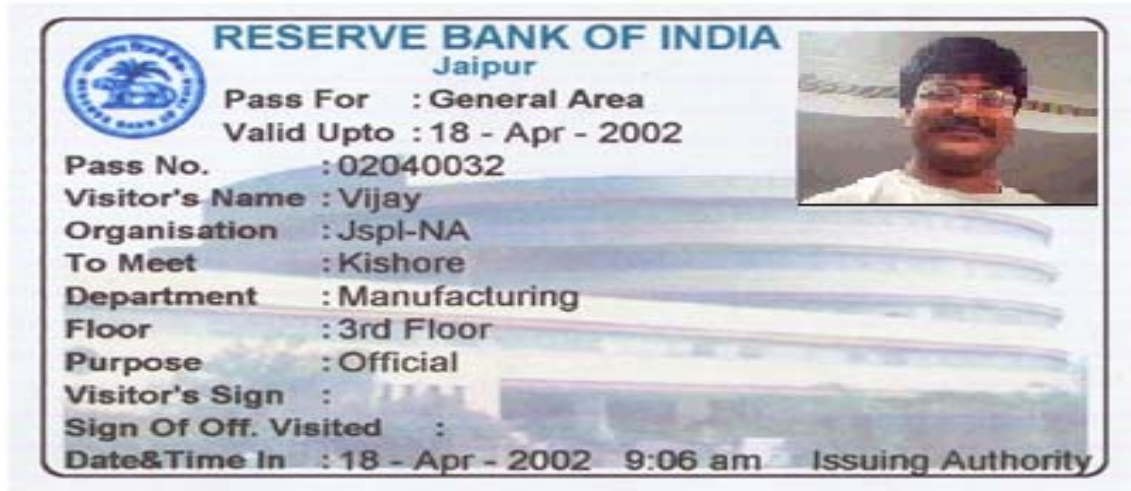 RESERVE BANK OF INDIA
Jaipur
Pass For : General Area
Valid Upto : 18 - Apr - 2002
Pass No. : 02040032
Visitor's Name : Vijay
Organisation : Jspl-NA
To Meet : Kishore
Department : Manufacturing
Floor : 3rd Floor
Purpose : Official
Visitor's Sign :
Sign Of Off. Visited :
Date&Time In : 18 - Apr - 2002 9:06 am Issuing Authority